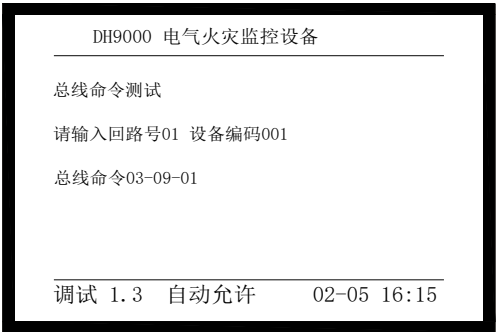 DH9000 电气火灾监控设备
总线命令测试
请输入回路号01 设备编码001
总线命令03-09-01
调试 1.3 自动允许 02-05 16:15